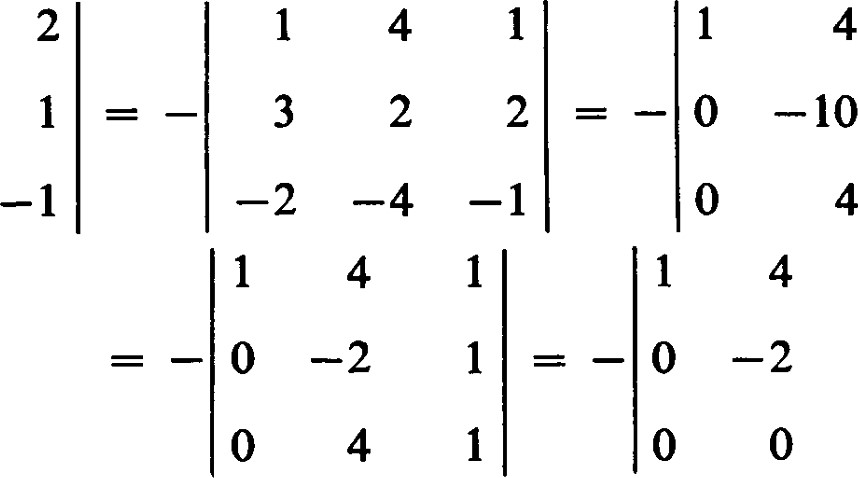 2 | | 1 4 1 | | 1 4
1 | = − | 3 2 2 | = − | 0 −10
−1 | | −2 −4 −1 | | 0 4
| 1 4 1 | | 1 4
= − | 0 −2 1 | = − | 0 −2
| 0 4 1 | | 0 0